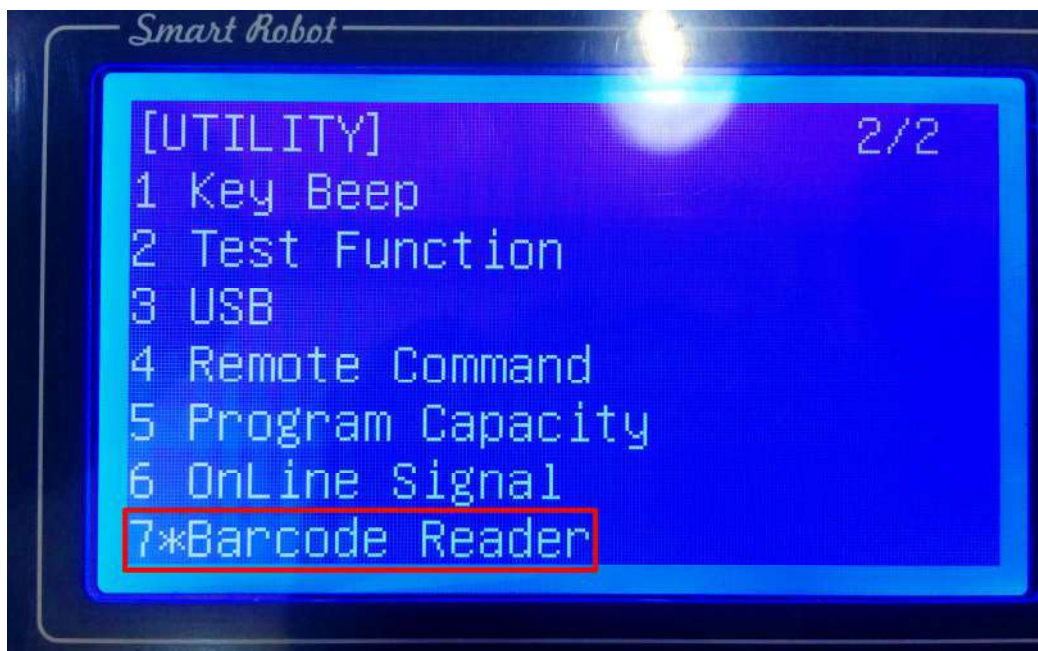 Smart Robot
[UTILITY] 2/2
1 Key Beep
2 Test Function
3 USB
4 Remote Command
5 Program Capacity
6 OnLine Signal
7*Barcode Reader